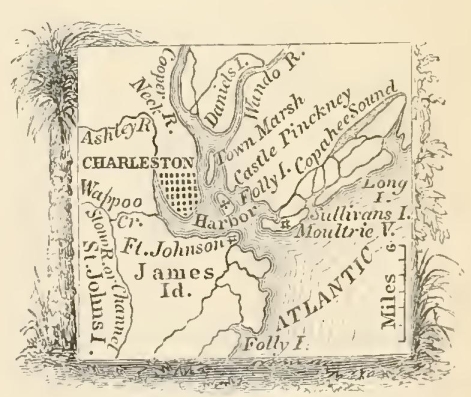 Cooper R.
Neck
Daniels I.
Wando R.
Town Marsh
Castle Pinckney
Folly I.
Copahee Sound
Ashley R
CHARLESTON
Harbor
Long
I.
Sullivans I.
Moultrie V.
Wappoo
Cr.
Stono R. or Channel
St. Johns I.
Ft. Johnson
James
Id.
ATLANTIC
Miles 6
Folly I.